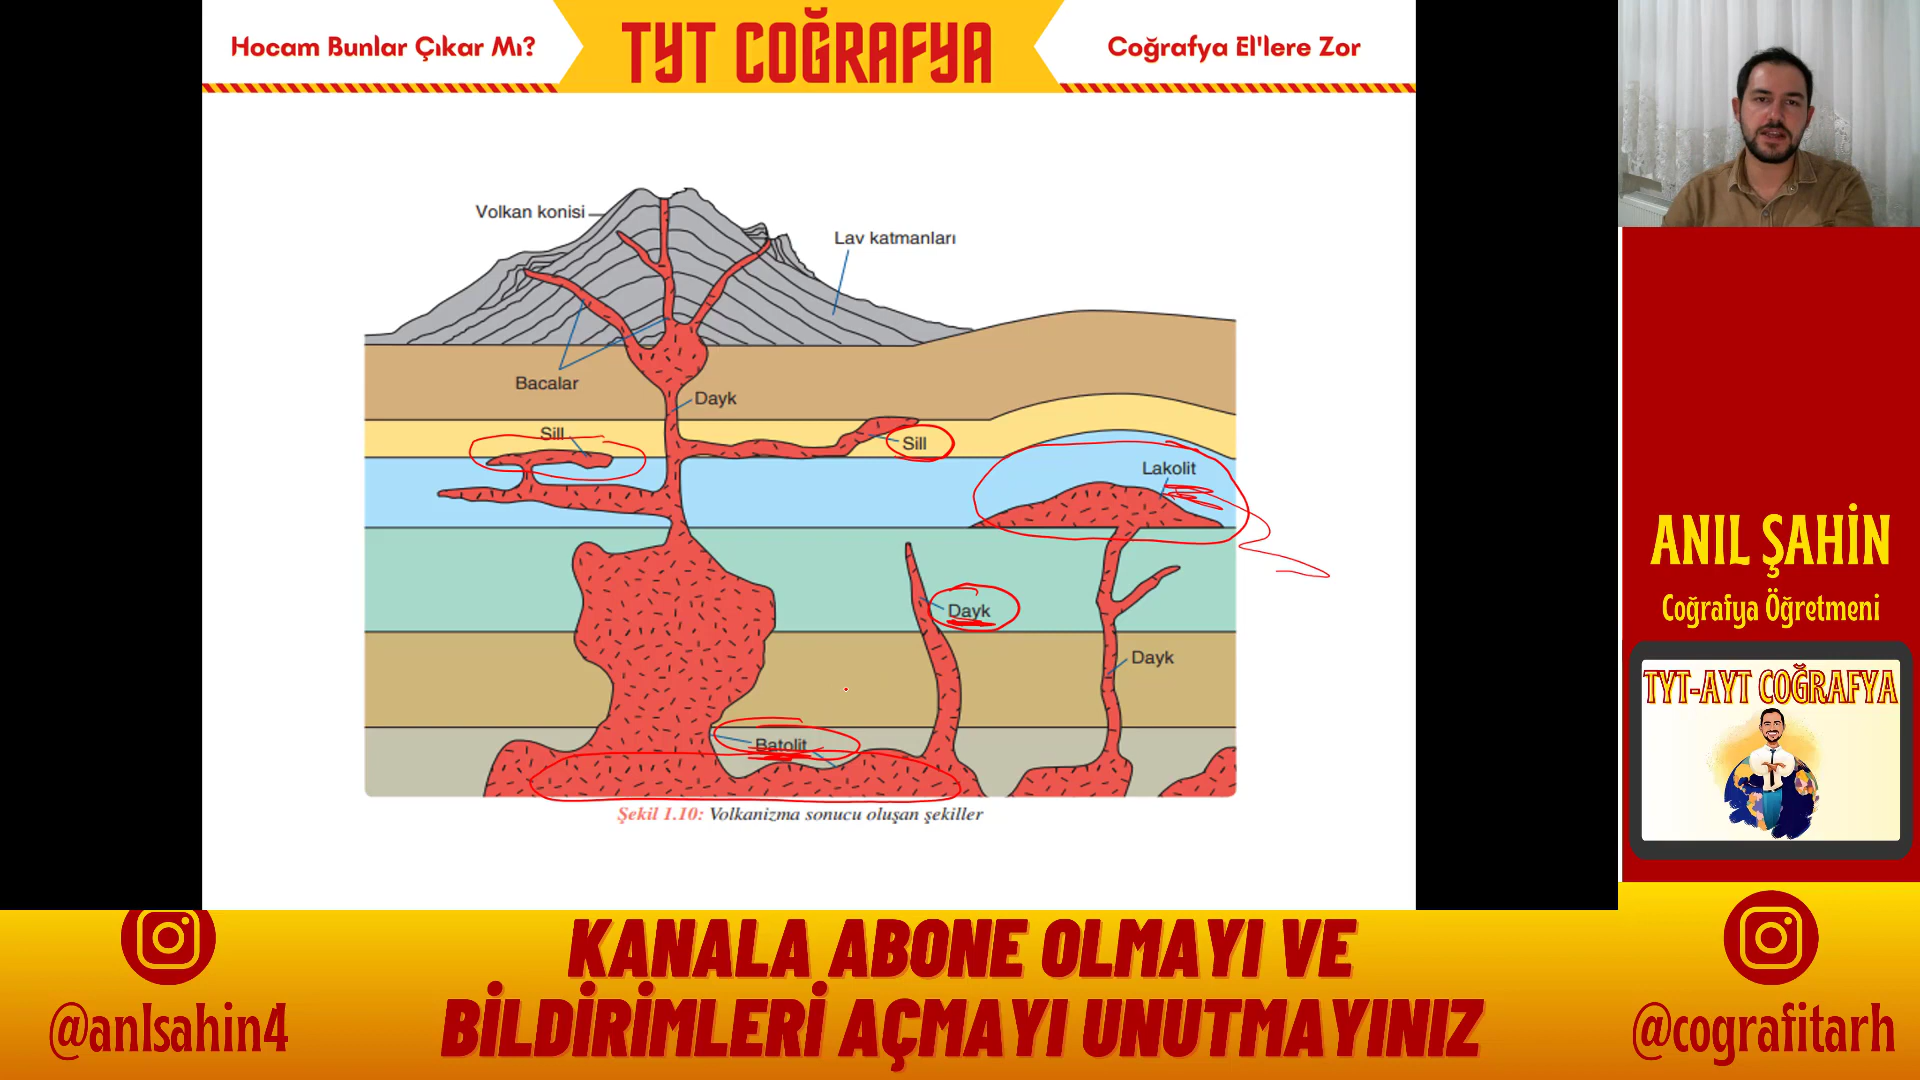 Hocam Bunlar Çıkar Mı?
TYT COĞRAFYA
Coğrafya El'lere Zor
Volkan konisi
Lav katmanları
Bacalar
Dayk
Sill
Sill
Lakolit
Dayk
Dayk
Batolit
Şekil 1.10: Volkanizma sonucu oluşan şekiller
ANIL ŞAHİN
Coğrafya Öğretmeni
TYT-AYT COĞRAFYA
KANALA ABONE OLMAYI VE
BİLDİRİMLERİ AÇMAYI UNUTMAYINIZ
@anlsahin4
@cografitarh